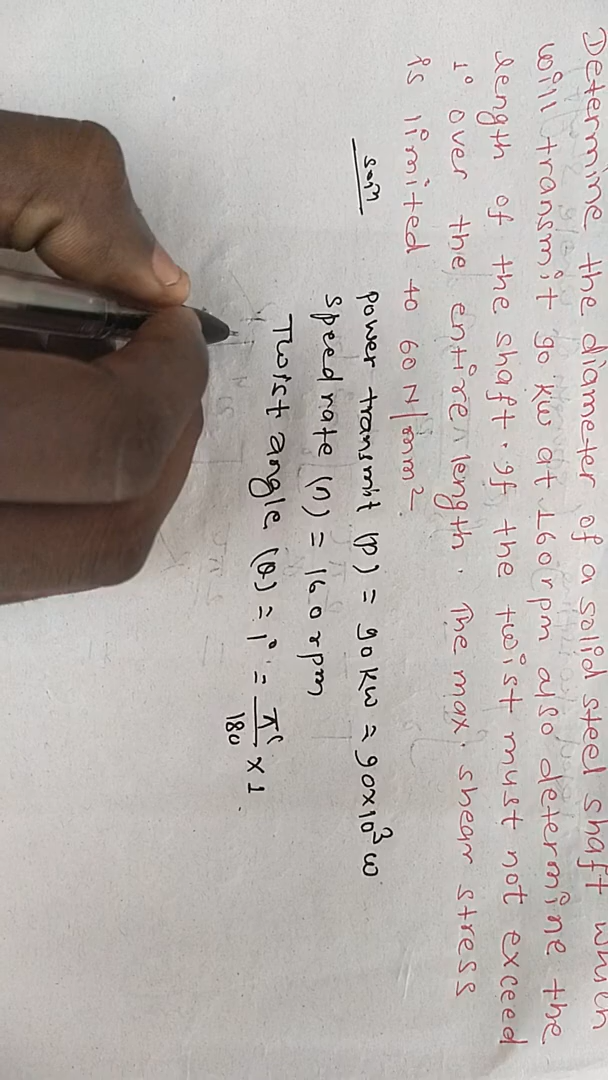 Determine the diameter of a solid steel shaft which
will transmit 90 kw at 160 rpm also determine the
length of the shaft. If the twist must not exceed
1° over the entire length. The max. shear stress
is limited to 60 N/mm2
soln
power transmit (p) = 90 kw = 90×10³ w
speed rate (n) = 160 rpm
Twist angle (θ) = 1° = πᶜ/180 × 1